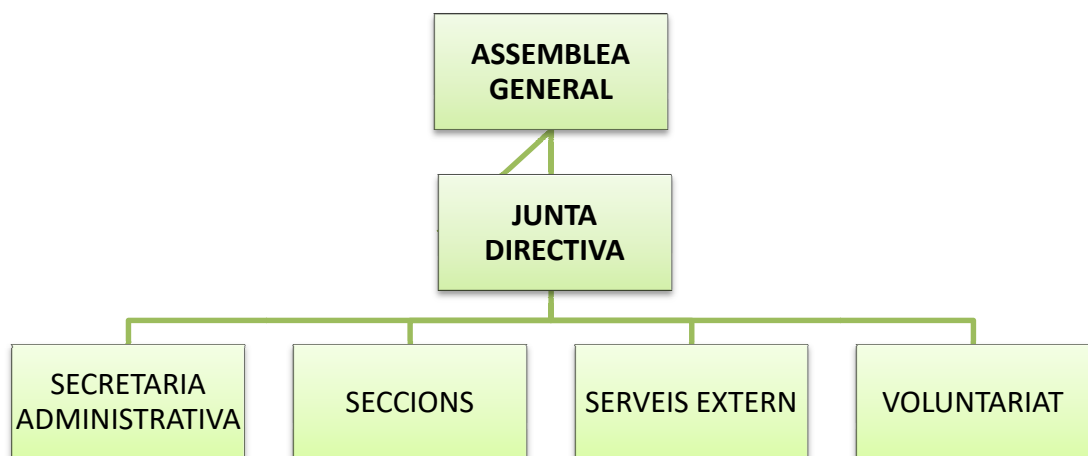 ASSEMBLEA
GENERAL
JUNTA
DIRECTIVA
SECRETARIA
ADMINISTRATIVA
SECCIONS
SERVEIS EXTERN
VOLUNTARIAT